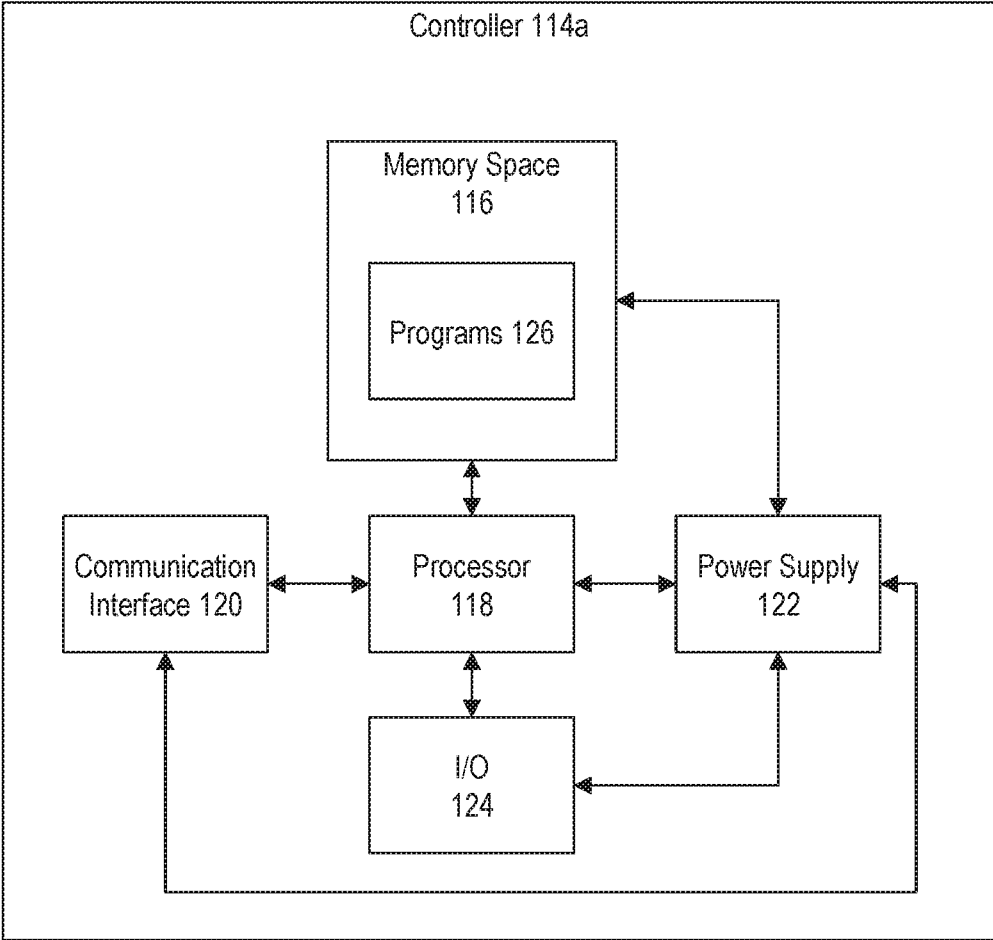 Controller 114a
Memory Space
116
Programs 126
Communication
Interface 120
Processor
118
Power Supply
122
I/O
124